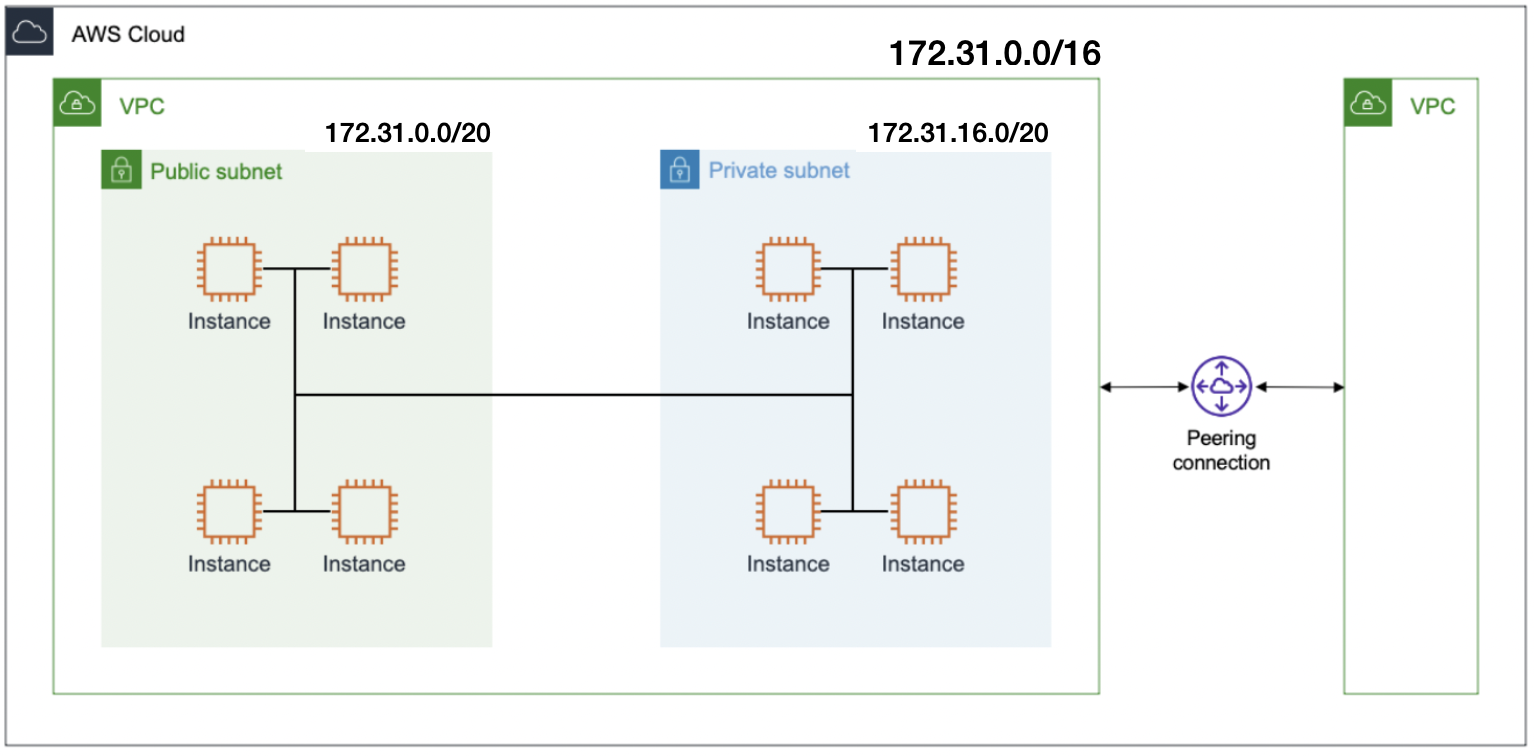 AWS Cloud
172.31.0.0/16
VPC
VPC
172.31.0.0/20
172.31.16.0/20
Public subnet
Private subnet
Instance
Instance
Instance
Instance
Peering
connection
Instance
Instance
Instance
Instance